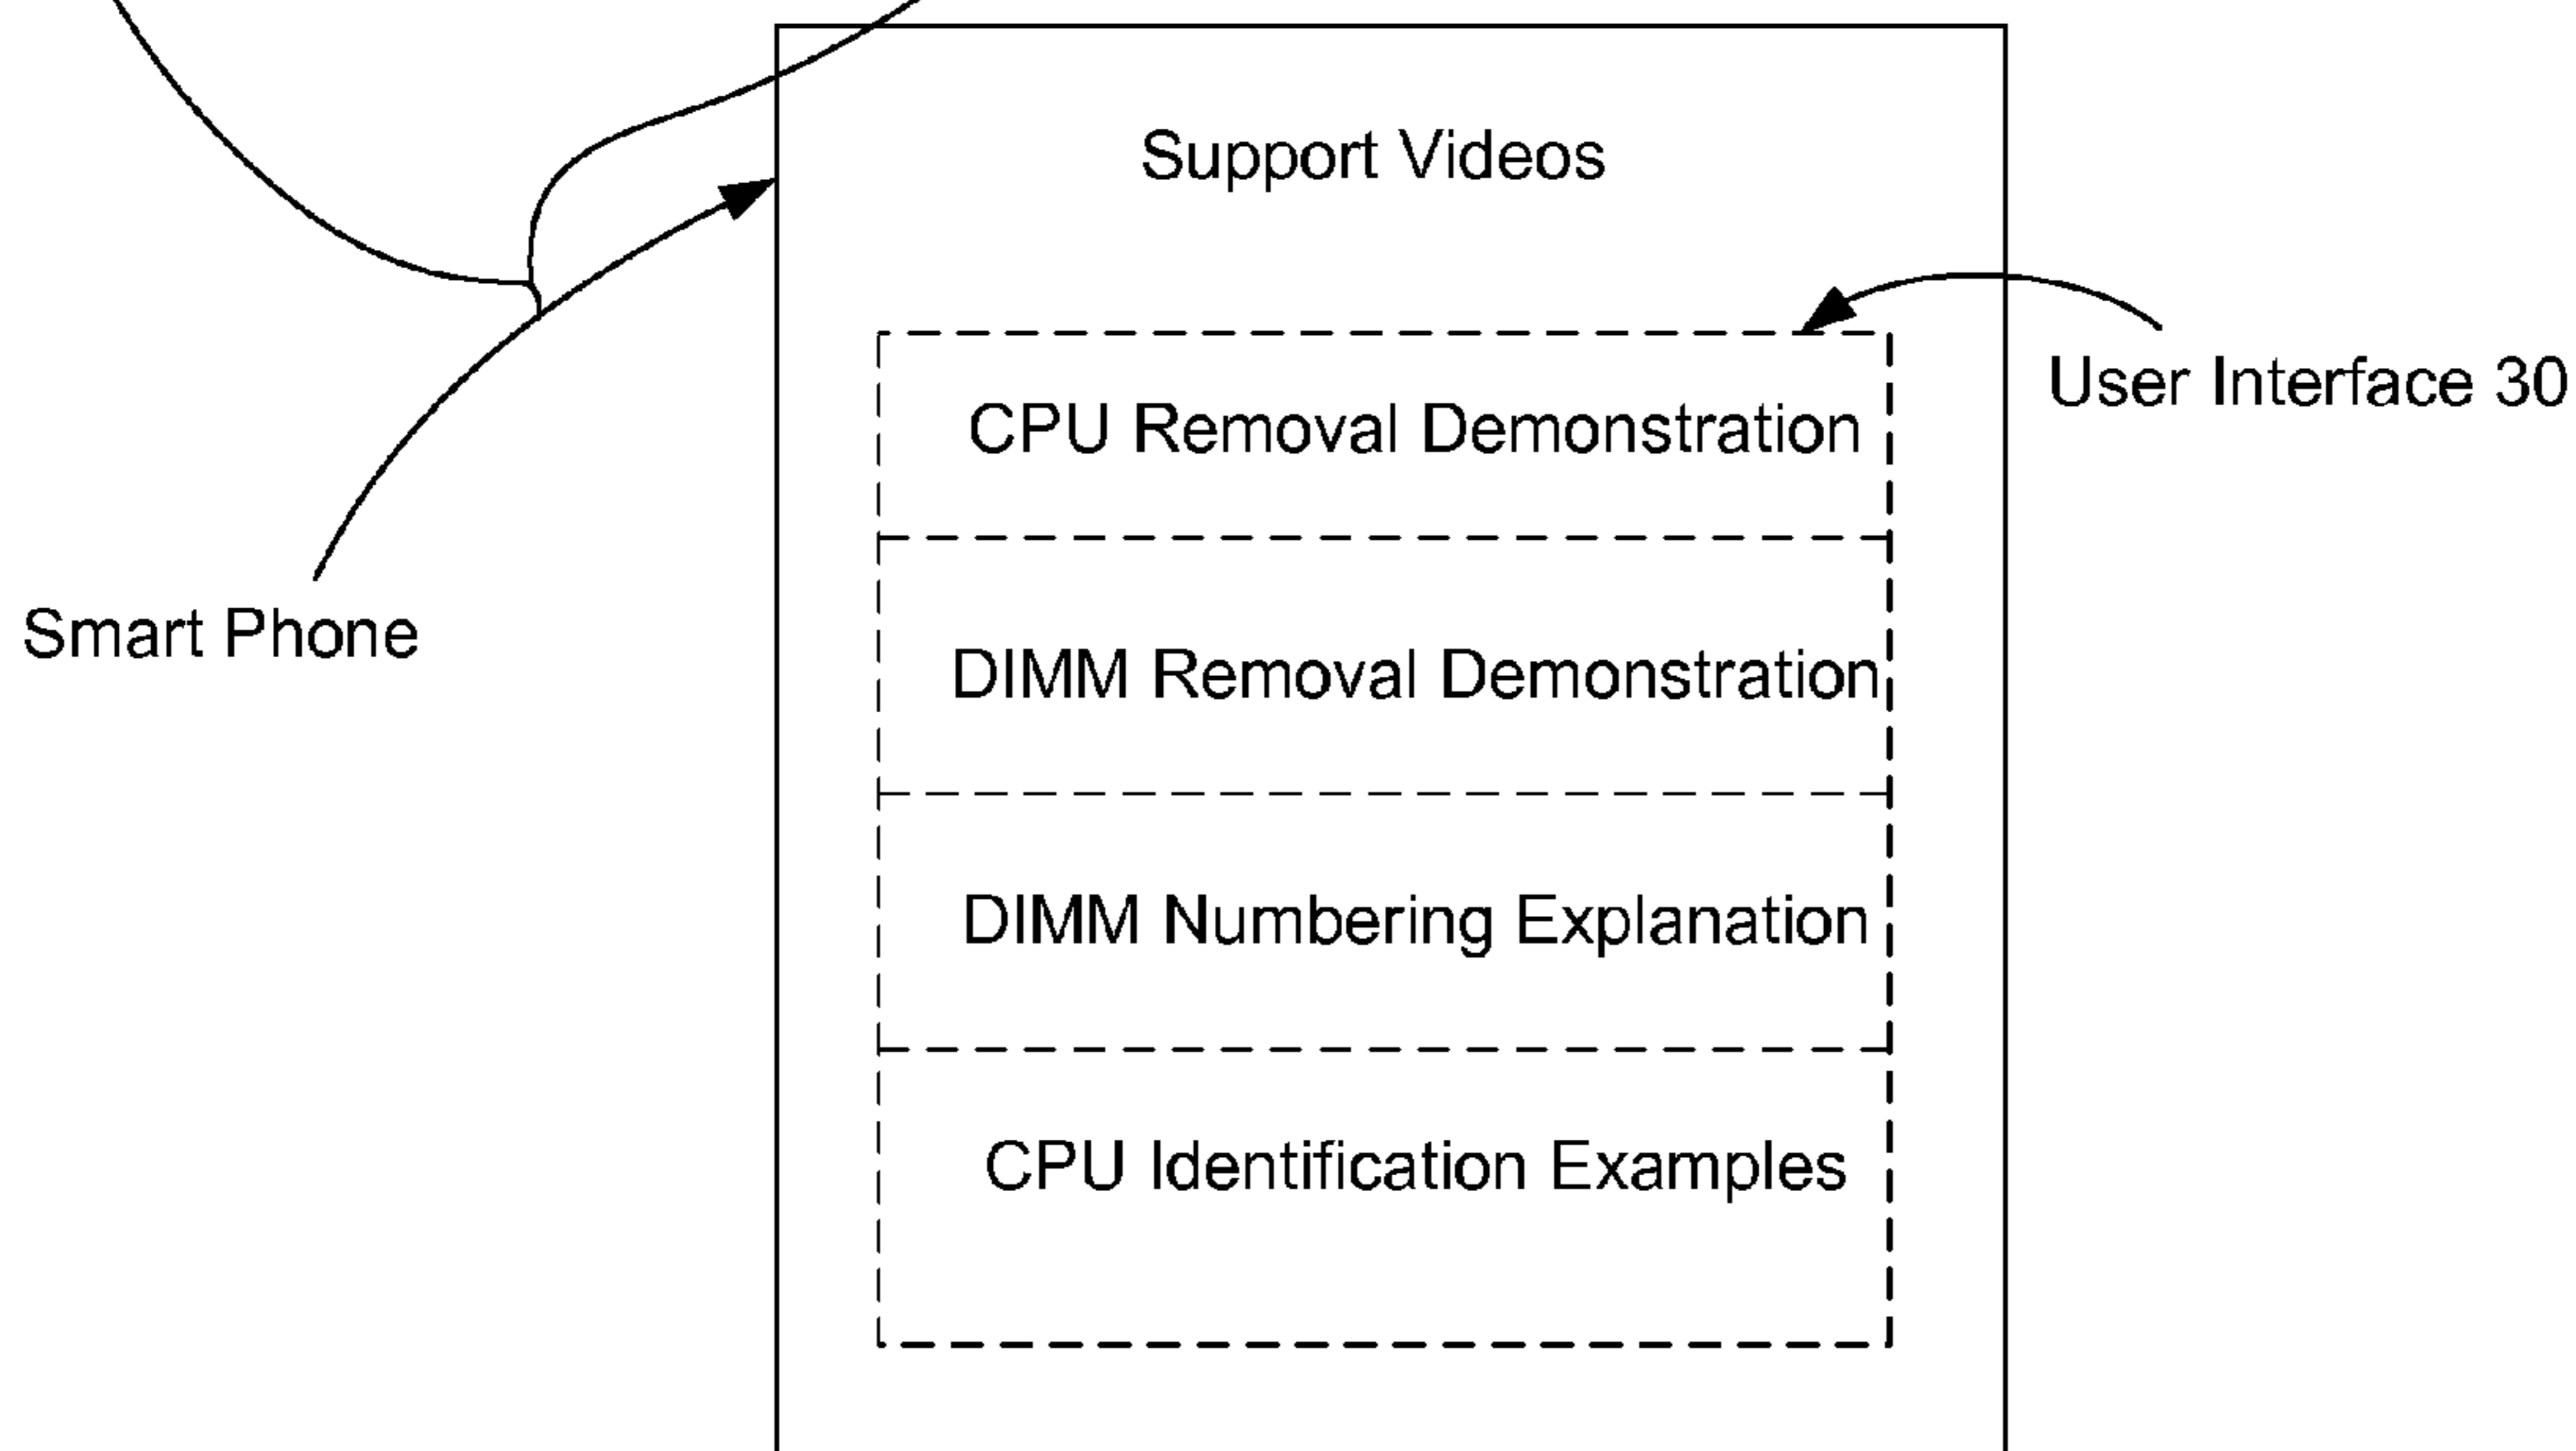 Support Videos
User Interface 30
CPU Removal Demonstration
Smart Phone
DIMM Removal Demonstration
DIMM Numbering Explanation
CPU Identification Examples